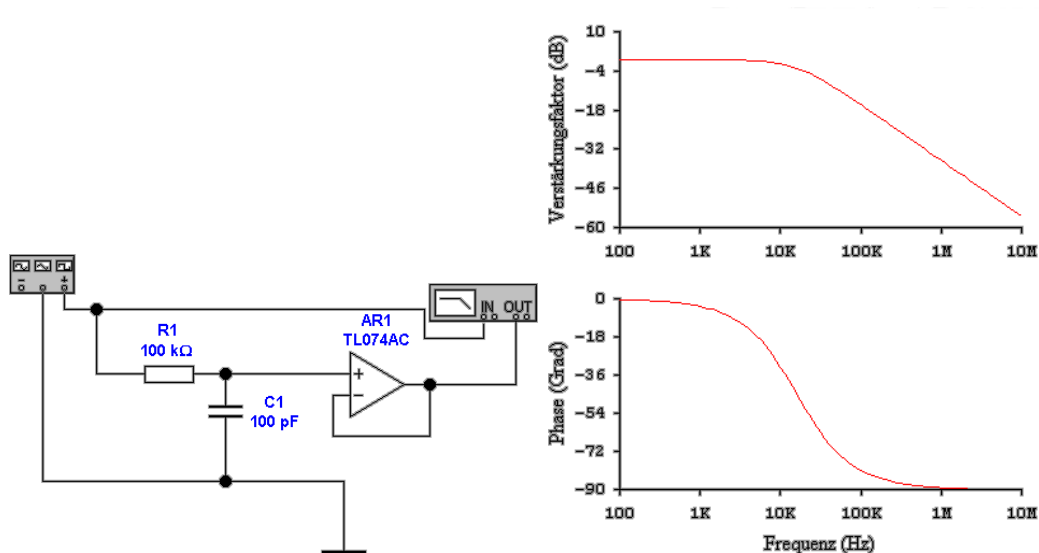 IN OUT
R1
100 kΩ
C1
100 pF
AR1
TL074AC
+
−
Verstärkungsfaktor (dB)
10
−4
−18
−32
−46
−60
100 1K 10K 100K 1M 10M
Phase (Grad)
0
−18
−36
−54
−72
−90
100 1K 10K 100K 1M 10M
Frequenz (Hz)